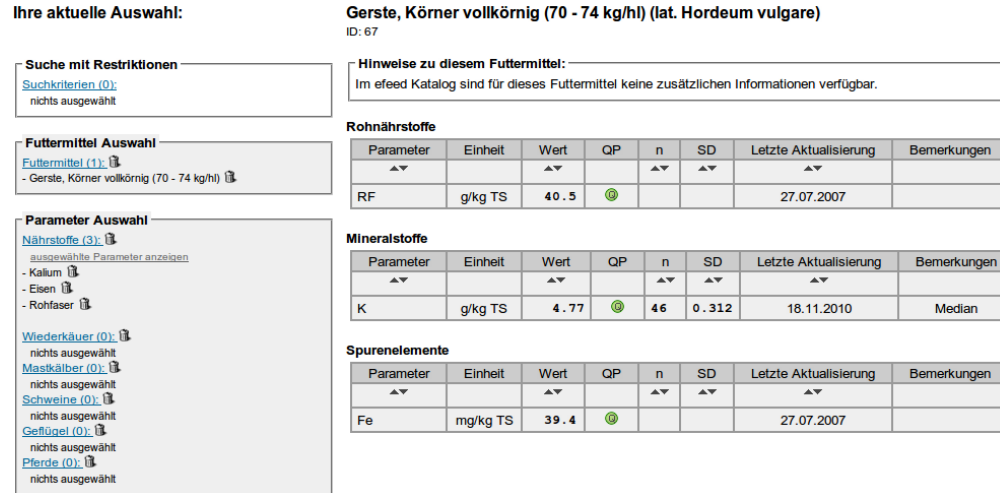 Ihre aktuelle Auswahl:
Suche mit Restriktionen
Suchkriterien (0):
nichts ausgewählt
Futtermittel Auswahl
Futtermittel (1):
- Gerste, Körner vollkörnig (70 - 74 kg/hl)
Parameter Auswahl
Nährstoffe (3):
ausgewählte Parameter anzeigen
- Kalium
- Eisen
- Rohfaser
Wiederkäuer (0):
nichts ausgewählt
Mastkälber (0):
nichts ausgewählt
Schweine (0):
nichts ausgewählt
Geflügel (0):
nichts ausgewählt
Pferde (0):
nichts ausgewählt
Gerste, Körner vollkörnig (70 - 74 kg/hl) (lat. Hordeum vulgare)
ID: 67
Hinweise zu diesem Futtermittel:
Im efeed Katalog sind für dieses Futtermittel keine zusätzlichen Informationen verfügbar.
Rohnährstoffe
Parameter Einheit Wert QP n SD Letzte Aktualisierung Bemerkungen
RF g/kg TS 40.5 Q 27.07.2007
Mineralstoffe
Parameter Einheit Wert QP n SD Letzte Aktualisierung Bemerkungen
K g/kg TS 4.77 Q 46 0.312 18.11.2010 Median
Spurenelemente
Parameter Einheit Wert QP n SD Letzte Aktualisierung Bemerkungen
Fe mg/kg TS 39.4 Q 27.07.2007